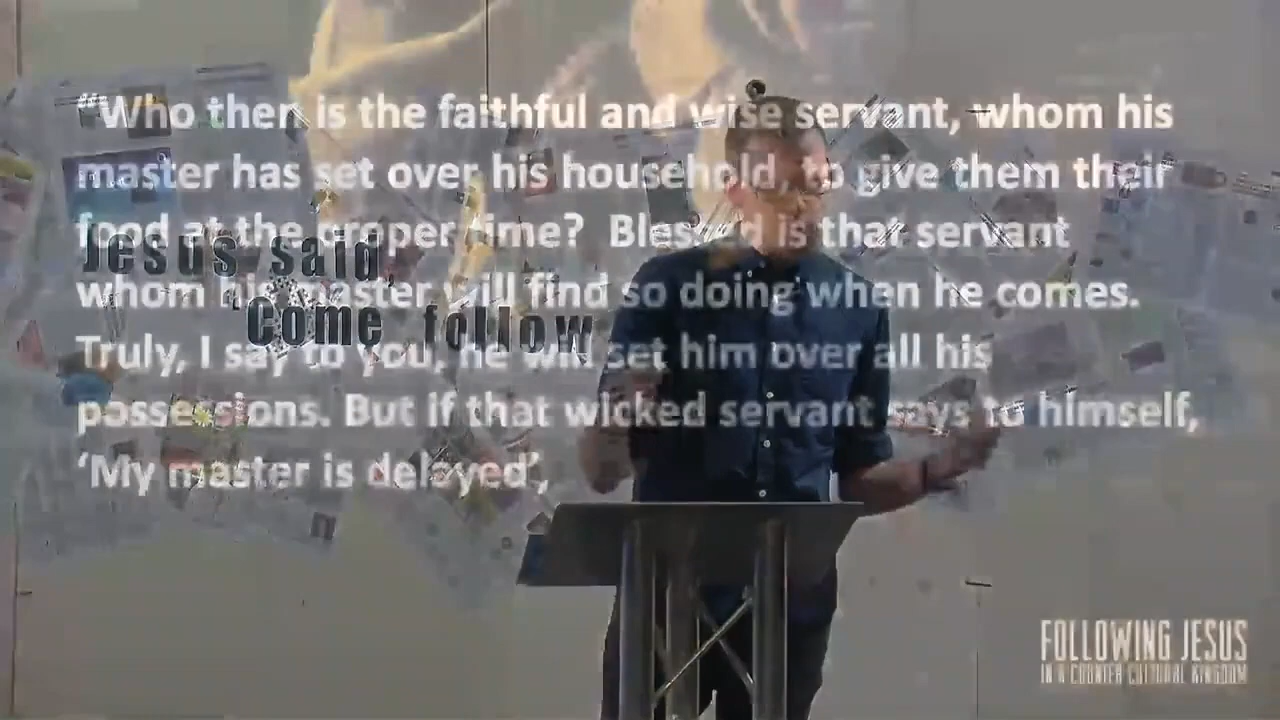 “Who then is the faithful and wise servant, whom his
master has set over his household, to give them their
food at the proper time?  Blessed is that servant
whom his master will find so doing when he comes.
Truly, I say to you, he will set him over all his
possessions. But if that wicked servant says to himself,
‘My master is delayed’,
Jesus said
'Come follow
FOLLOWING JESUS
IN A COUNTER CULTURAL KINGDOM